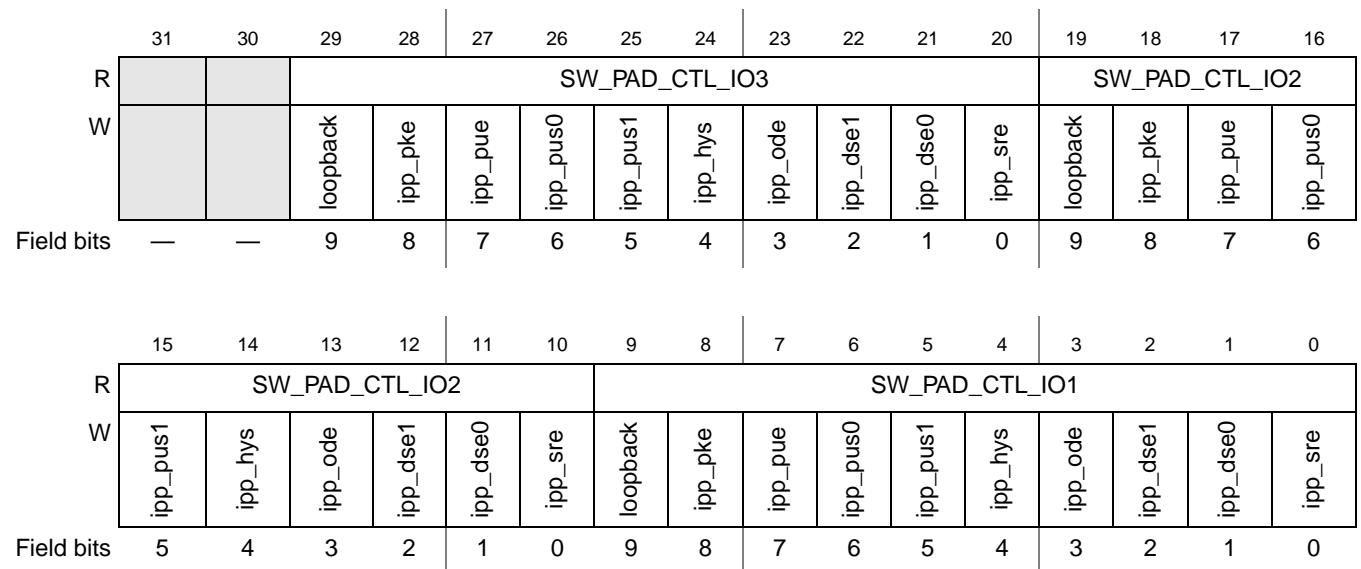 31 30 29 28 27 26 25 24 23 22 21 20 19 18 17 16
R SW_PAD_CTL_IO3 SW_PAD_CTL_IO2
W loopback ipp_pke ipp_pue ipp_pus0 ipp_pus1 ipp_hys ipp_ode ipp_dse1 ipp_dse0 ipp_sre loopback ipp_pke ipp_pue ipp_pus0
Field bits — — 9 8 7 6 5 4 3 2 1 0 9 8 7 6
15 14 13 12 11 10 9 8 7 6 5 4 3 2 1 0
R SW_PAD_CTL_IO2 SW_PAD_CTL_IO1
W ipp_pus1 ipp_hys ipp_ode ipp_dse1 ipp_dse0 ipp_sre loopback ipp_pke ipp_pue ipp_pus0 ipp_pus1 ipp_hys ipp_ode ipp_dse1 ipp_dse0 ipp_sre
Field bits 5 4 3 2 1 0 9 8 7 6 5 4 3 2 1 0